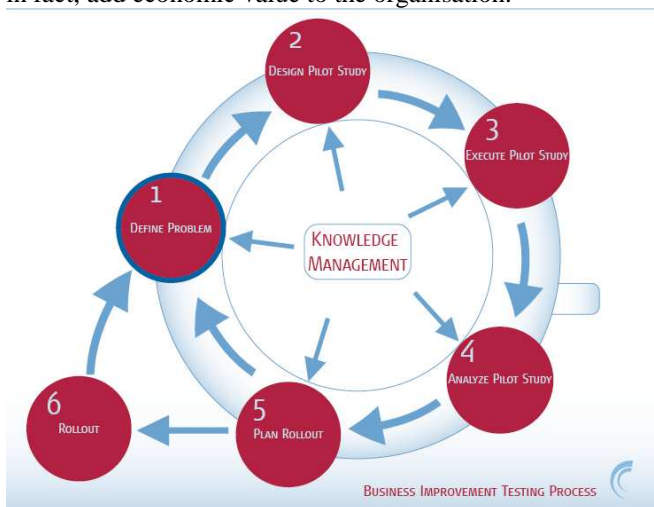 in fact, add economic value to the organisation.
2
DESIGN PILOT STUDY
3
EXECUTE PILOT STUDY
1
DEFINE PROBLEM
KNOWLEDGE
MANAGEMENT
4
ANALYZE PILOT STUDY
6
ROLLOUT
5
PLAN ROLLOUT
BUSINESS IMPROVEMENT TESTING PROCESS